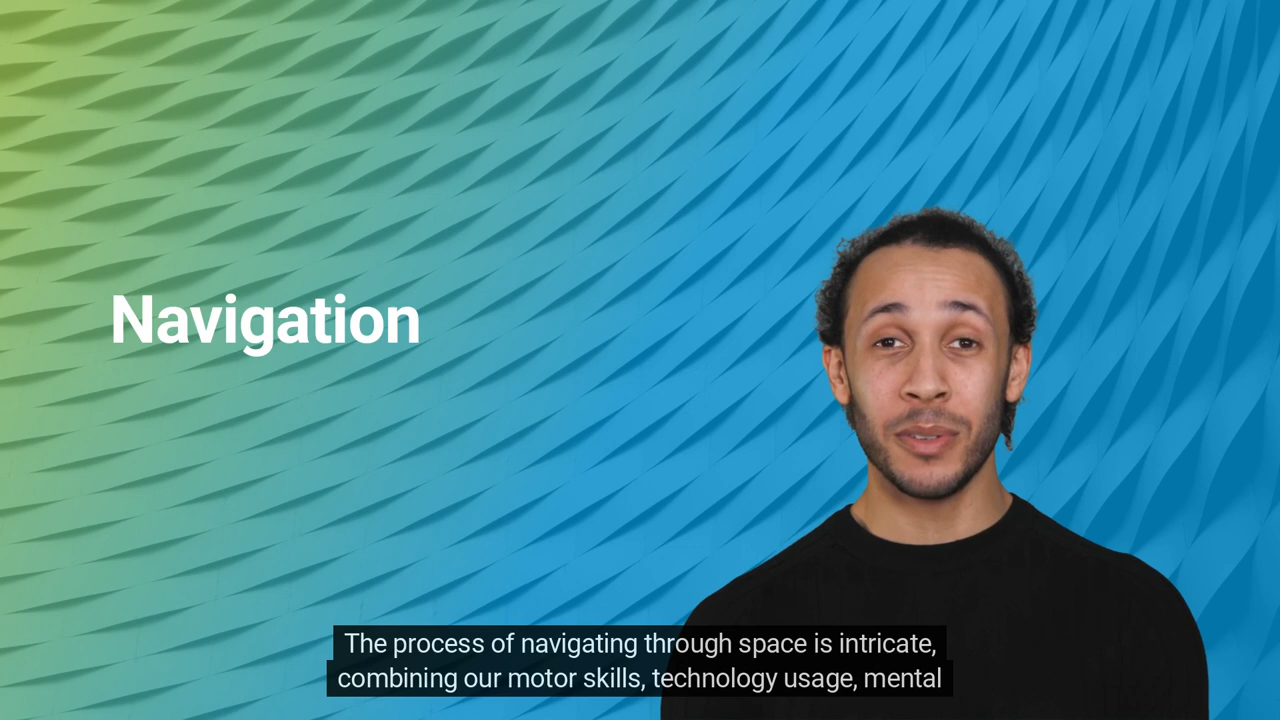 Navigation
The process of navigating through space is intricate,
combining our motor skills, technology usage, mental